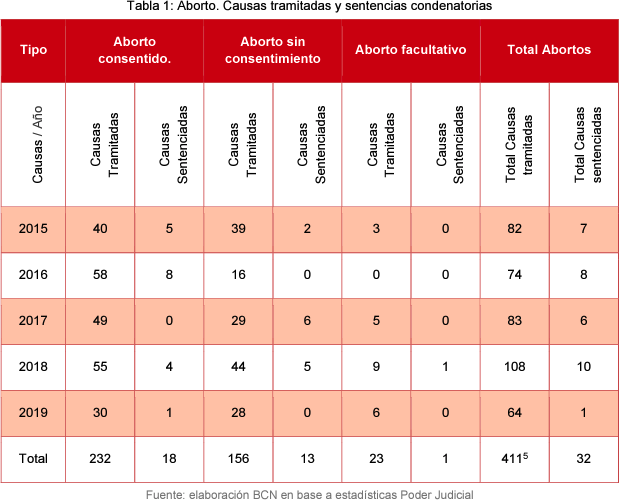 Tabla 1: Aborto. Causas tramitadas y sentencias condenatorias
Tipo
Aborto
consentido.
Aborto sin
consentimiento
Aborto facultativo
Total Abortos
Causas / Año
Causas
Tramitadas
Causas
Sentenciadas
Causas
Tramitadas
Causas
Sentenciadas
Causas
Tramitadas
Causas
Sentenciadas
Total Causas
tramitadas
Total Causas
sentenciadas
2015 40 5 39 2 3 0 82 7
2016 58 8 16 0 0 0 74 8
2017 49 0 29 6 5 0 83 6
2018 55 4 44 5 9 1 108 10
2019 30 1 28 0 6 0 64 1
Total 232 18 156 13 23 1 411⁵ 32
Fuente: elaboración BCN en base a estadísticas Poder Judicial